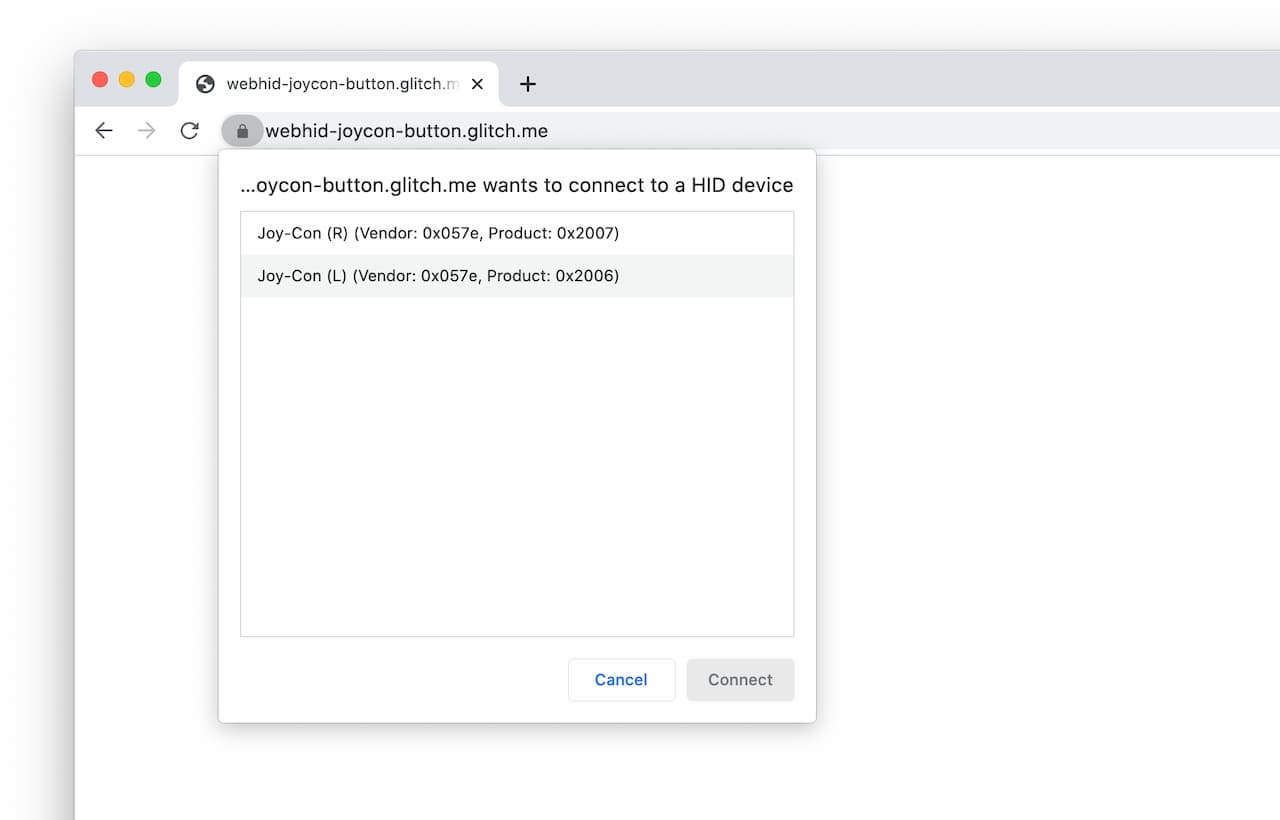 webhid-joycon-button.glitch.m
webhid-joycon-button.glitch.me
...oycon-button.glitch.me wants to connect to a HID device
Joy-Con (R) (Vendor: 0x057e, Product: 0x2007)
Joy-Con (L) (Vendor: 0x057e, Product: 0x2006)
Cancel
Connect